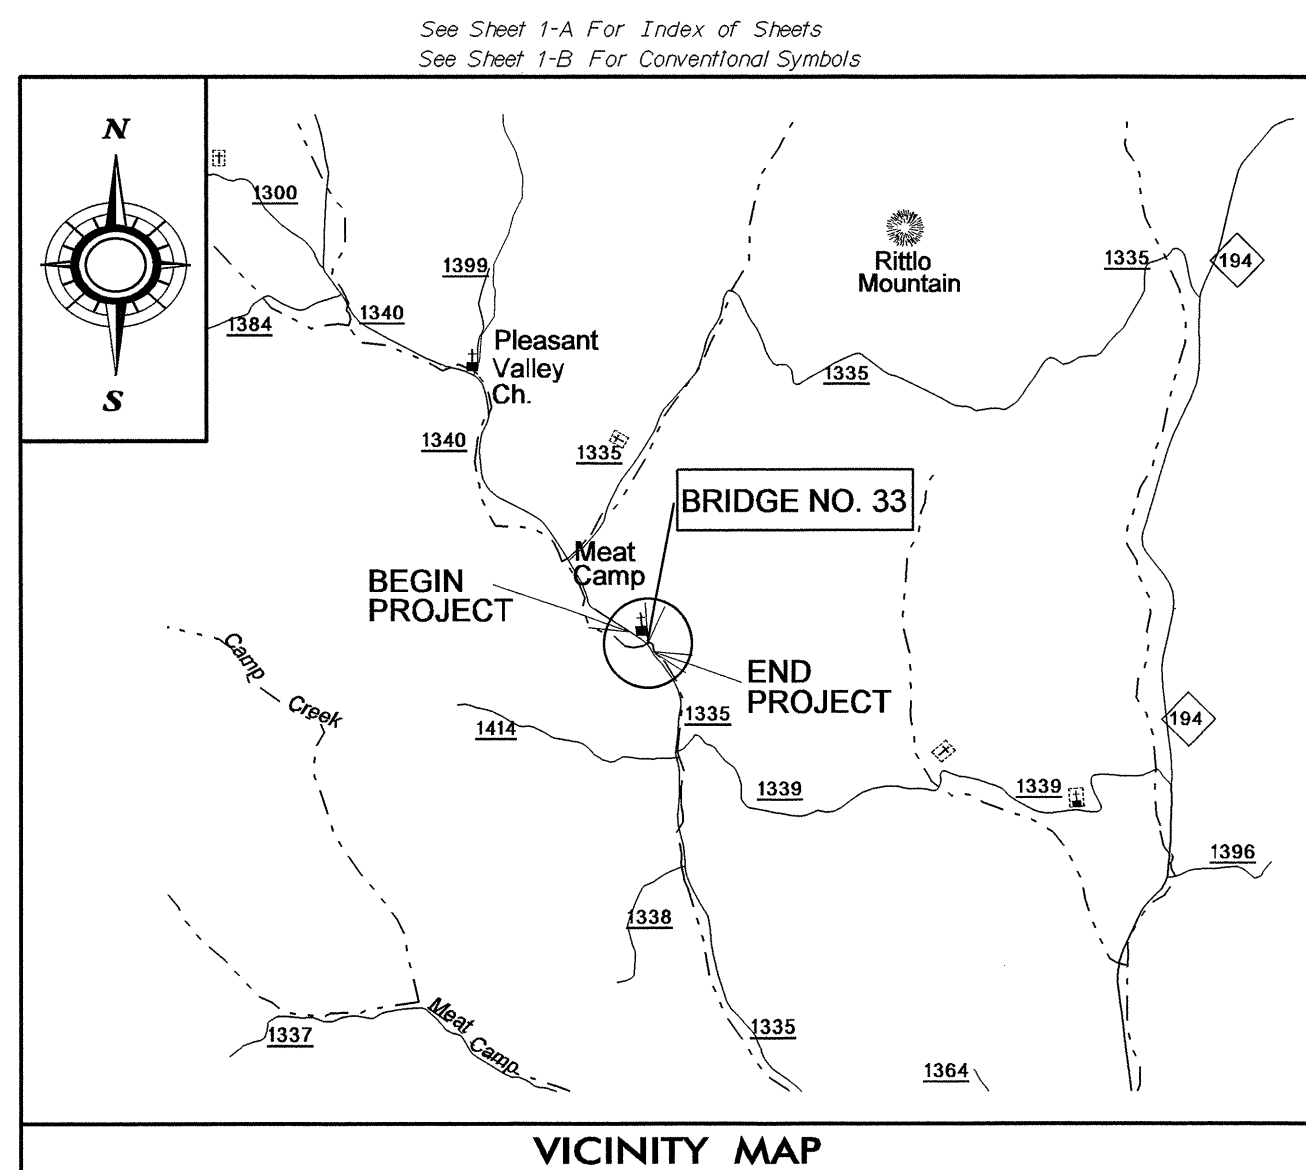 See Sheet 1-A For Index of Sheets
See Sheet 1-B For Conventional Symbols
N
S
1300
1399
1384
1340
Pleasant
Valley
Ch.
1340
1335
Rittlo
Mountain
1335
194
1335
BRIDGE NO. 33
Meat
Camp
BEGIN
PROJECT
END
PROJECT
Camp
Creek
1414
1335
194
1339
1339
1396
1338
1337
Meat
Camp
1335
1364
VICINITY MAP